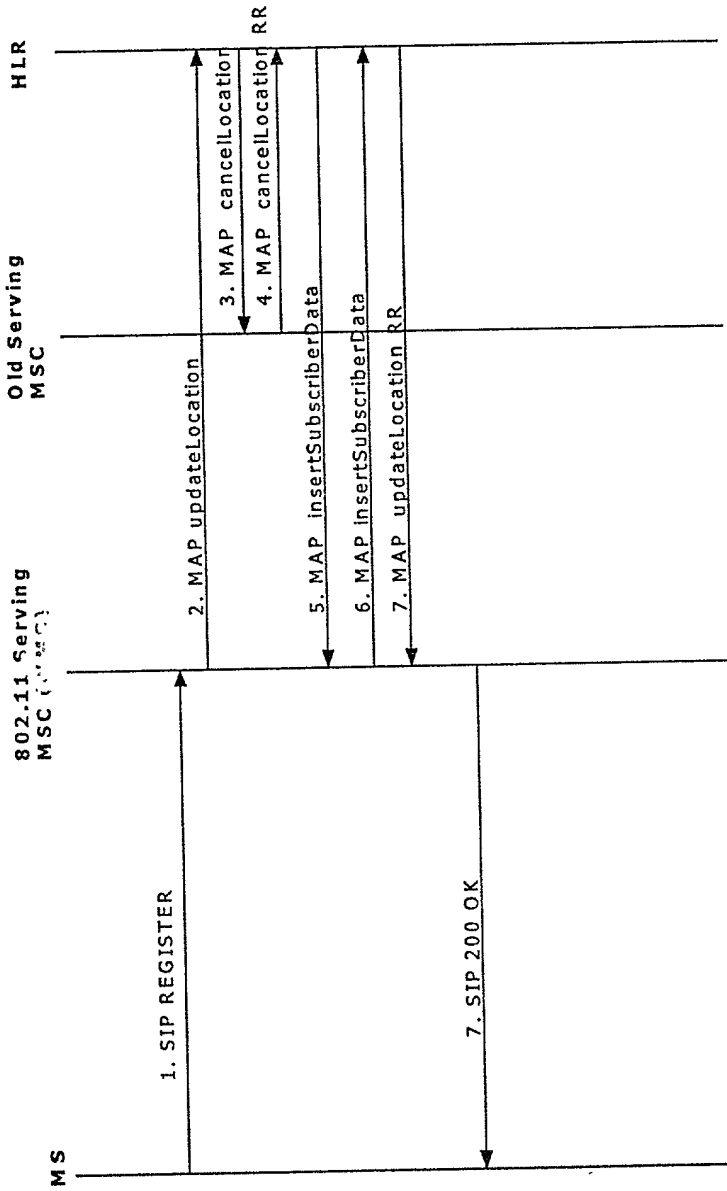 MS
802.11 Serving
MSC
Old Serving
MSC
HLR
1. SIP REGISTER
2. MAP updateLocation
3. MAP cancelLocation
4. MAP cancelLocation RR
5. MAP insertSubscriberData
6. MAP insertSubscriberData
7. MAP updateLocation RR
7. SIP 200 OK